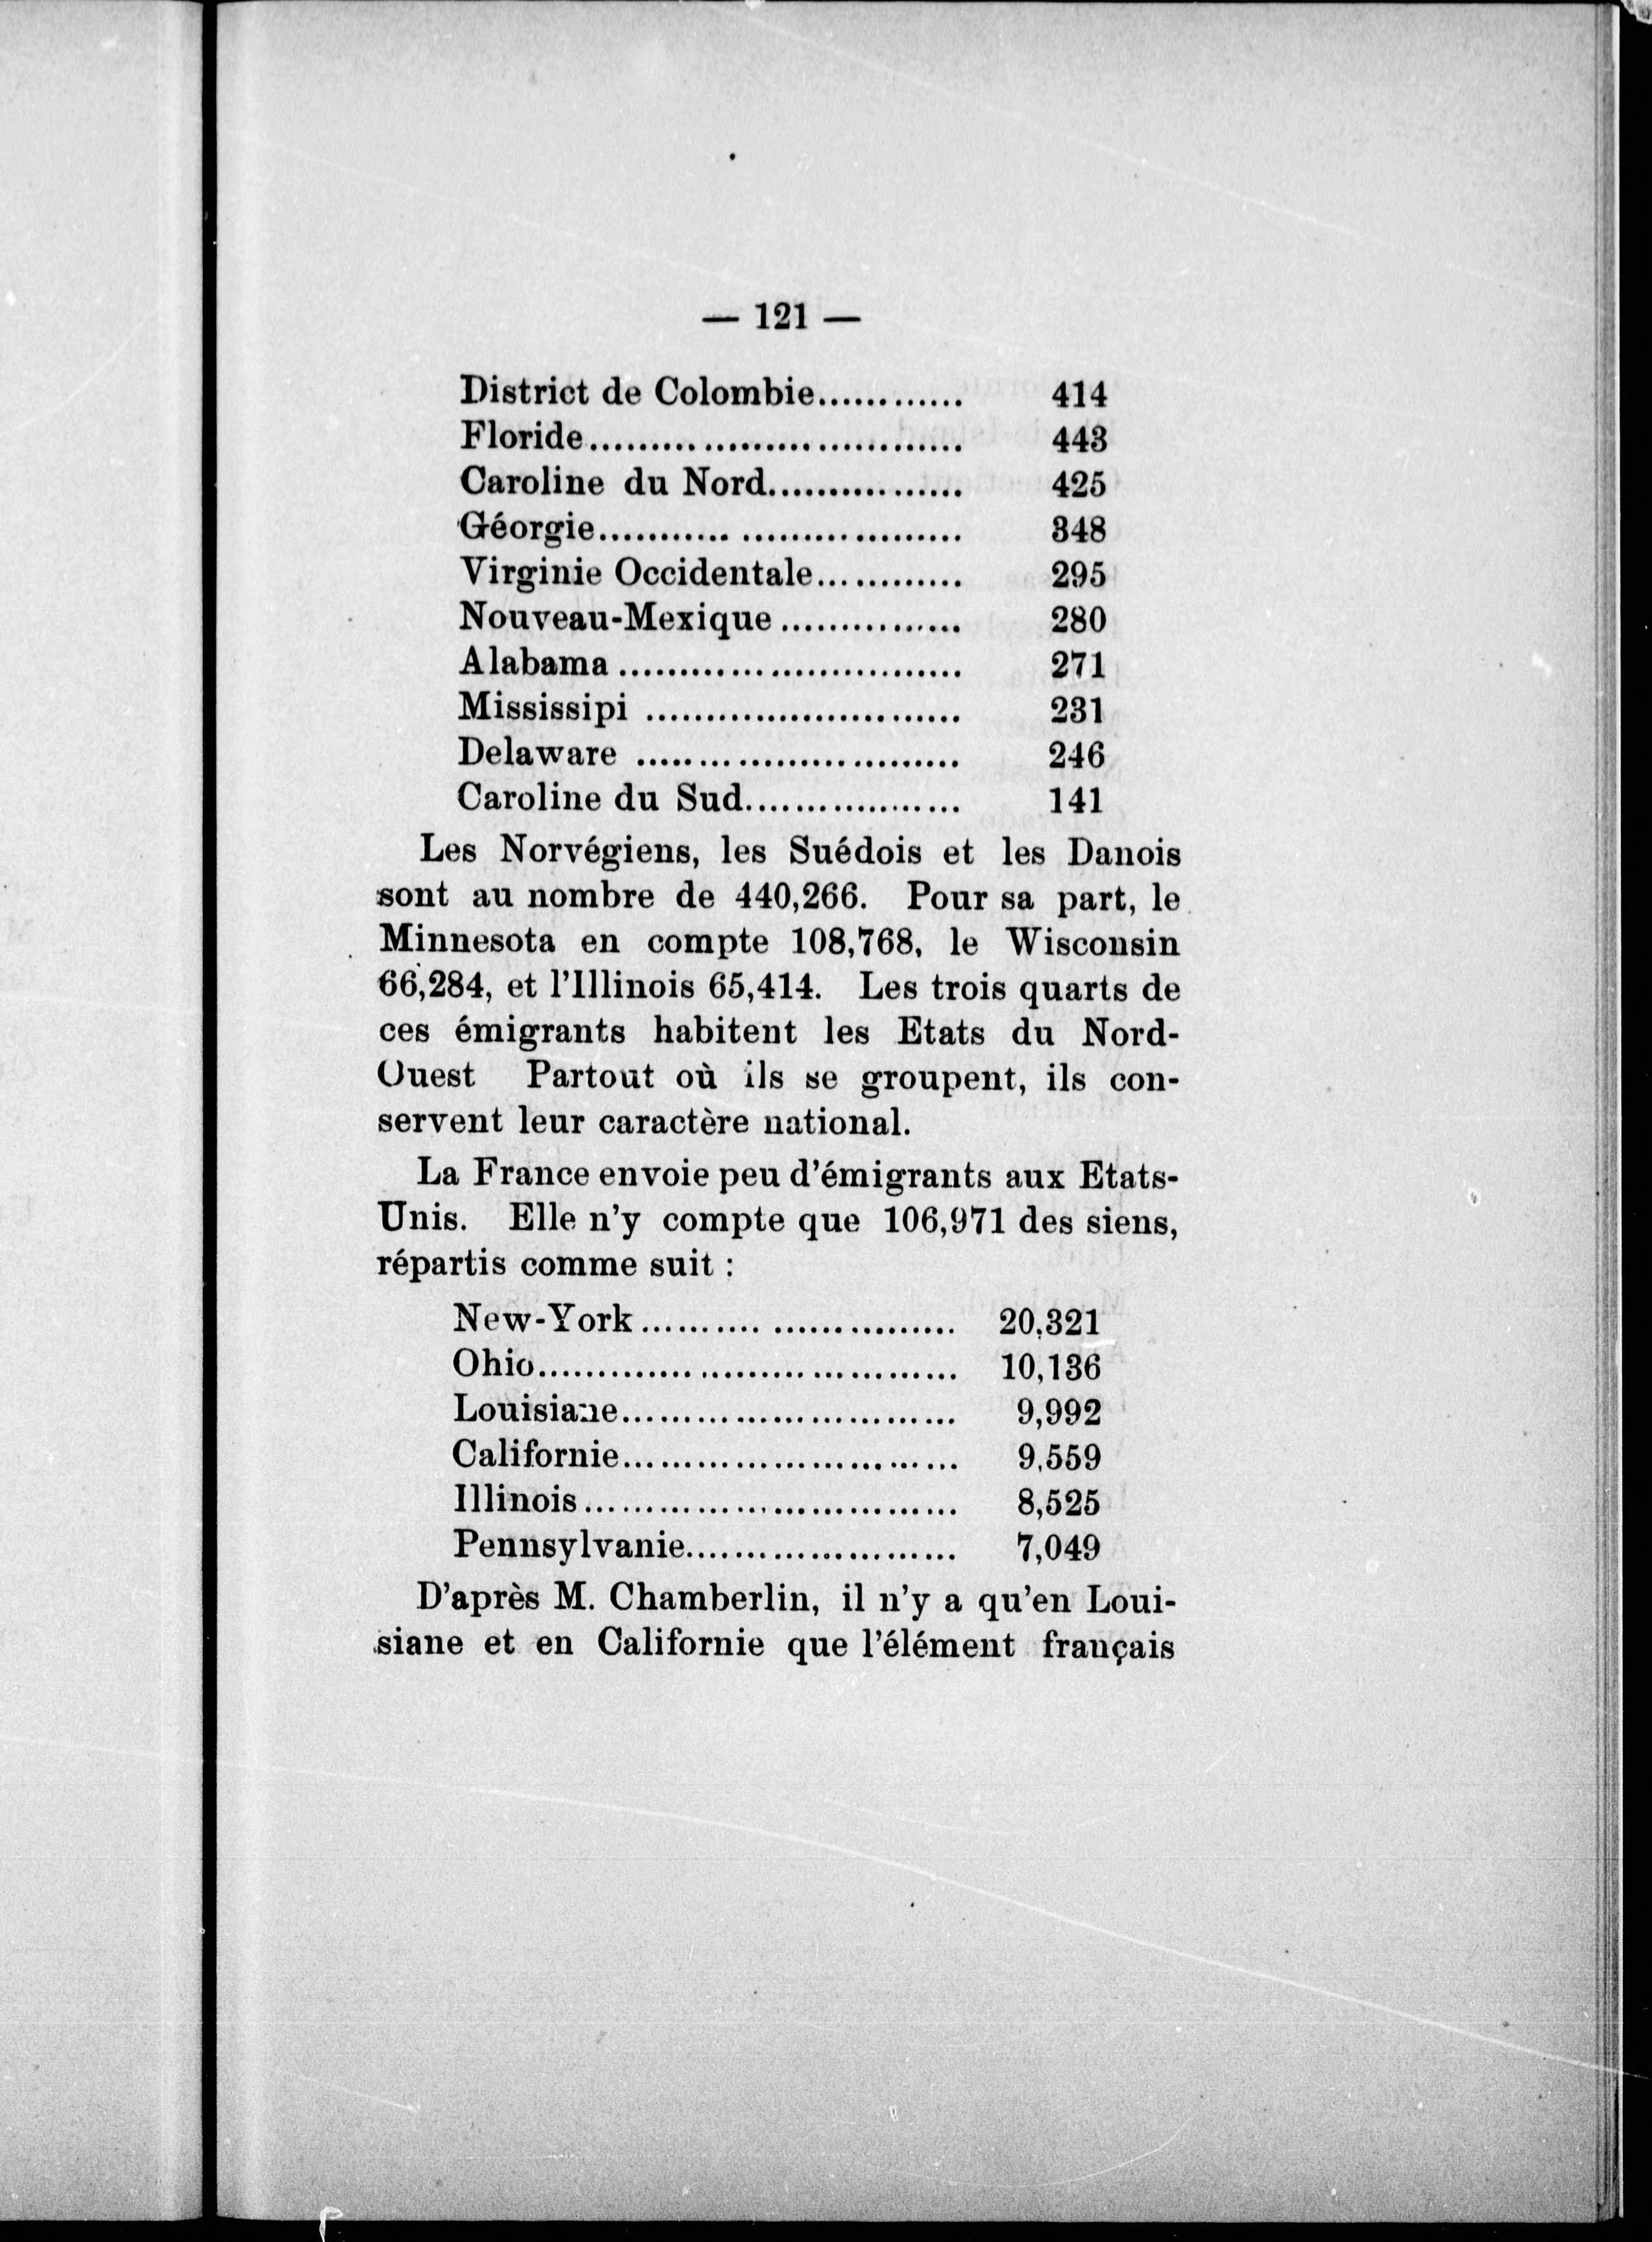 — 121 —
District de Colombie............ 414
Floride.............................. 443
Caroline du Nord................ 425
Géorgie.............................. 348
Virginie Occidentale............ 295
Nouveau-Mexique ............... 280
Alabama ............................ 271
Mississipi .......................... 231
Delaware ........................... 246
Caroline du Sud.................. 141
Les Norvégiens, les Suédois et les Danois
sont au nombre de 440,266. Pour sa part, le
Minnesota en compte 108,768, le Wisconsin
66,284, et l'Illinois 65,414. Les trois quarts de
ces émigrants habitent les Etats du Nord-
Ouest Partout où ils se groupent, ils con-
servent leur caractère national.
La France envoie peu d'émigrants aux Etats-
Unis. Elle n'y compte que 106,971 des siens,
répartis comme suit :
New-York......................... 20,321
Ohio.................................. 10,136
Louisiane........................... 9,992
Californie........................... 9,559
Illinois.............................. 8,525
Pennsylvanie...................... 7,049
D'après M. Chamberlin, il n'y a qu'en Loui-
siane et en Californie que l'élément français